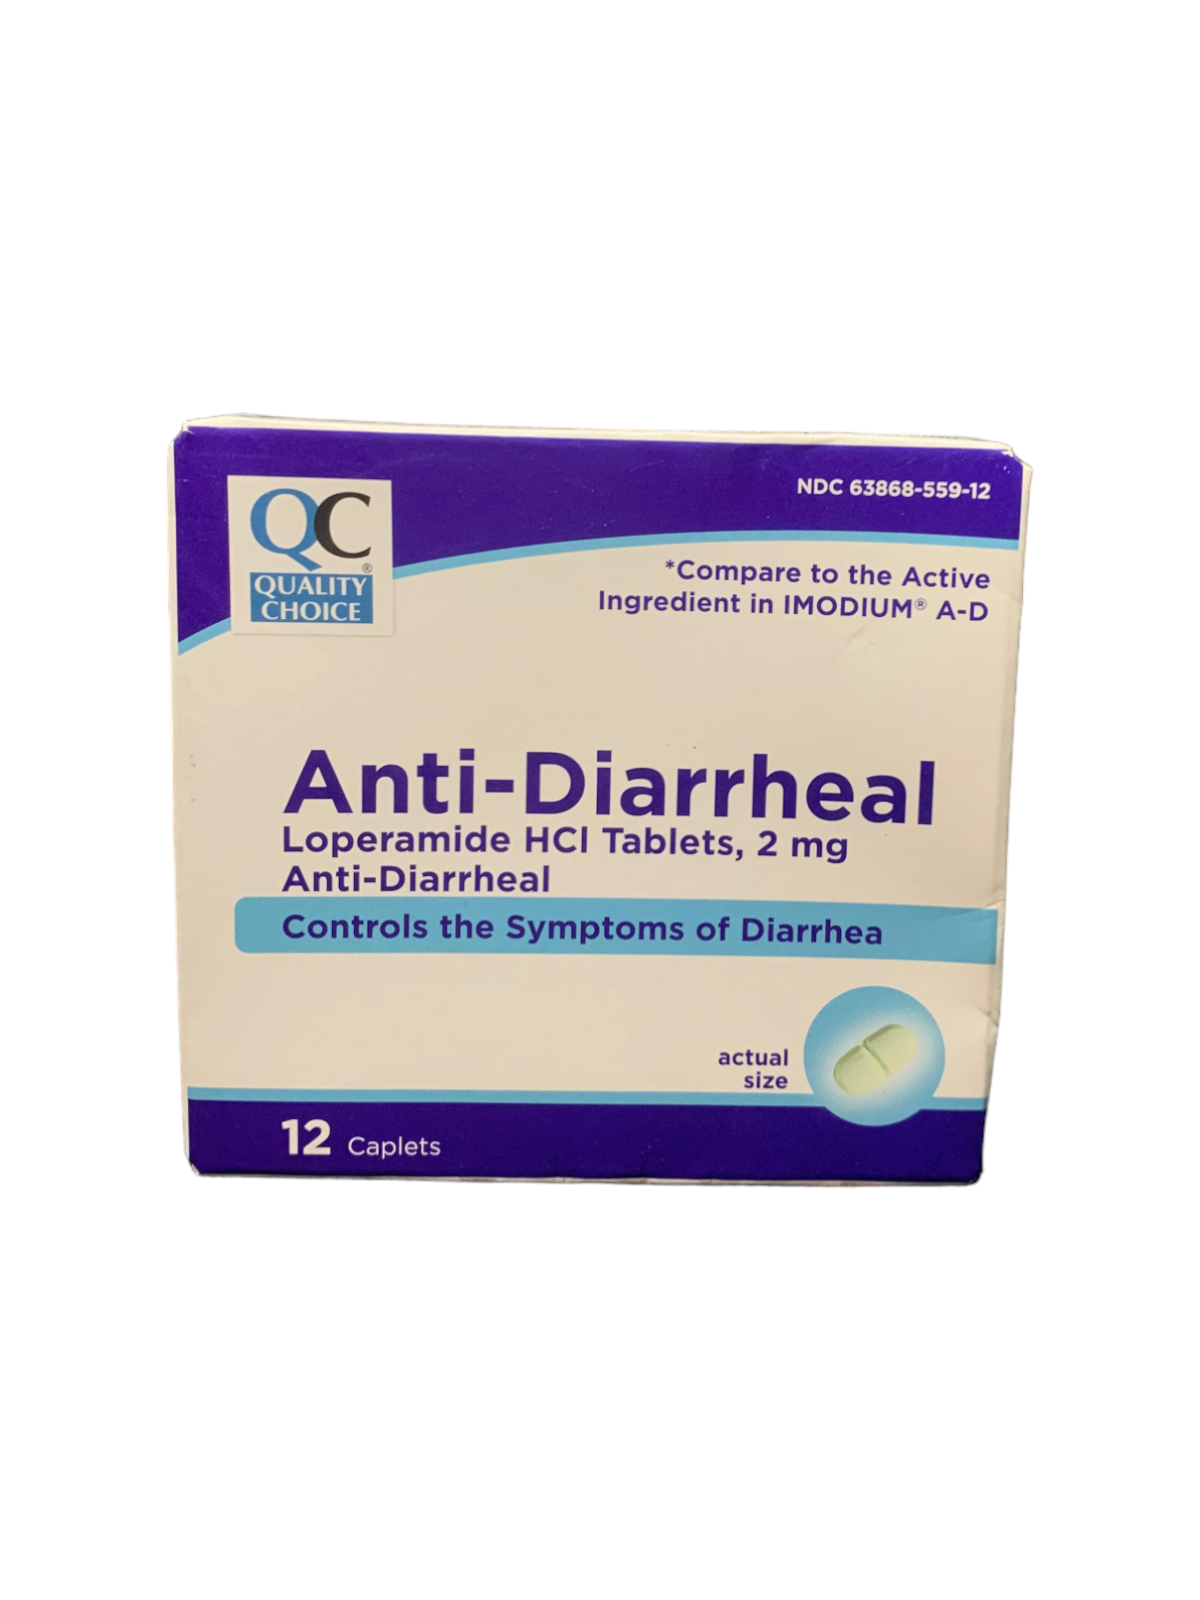 QC®
QUALITY
CHOICE
NDC 63868-559-12
*Compare to the Active
Ingredient in IMODIUM® A-D
Anti-Diarrheal
Loperamide HCl Tablets, 2 mg
Anti-Diarrheal
Controls the Symptoms of Diarrhea
actual
size
12 Caplets